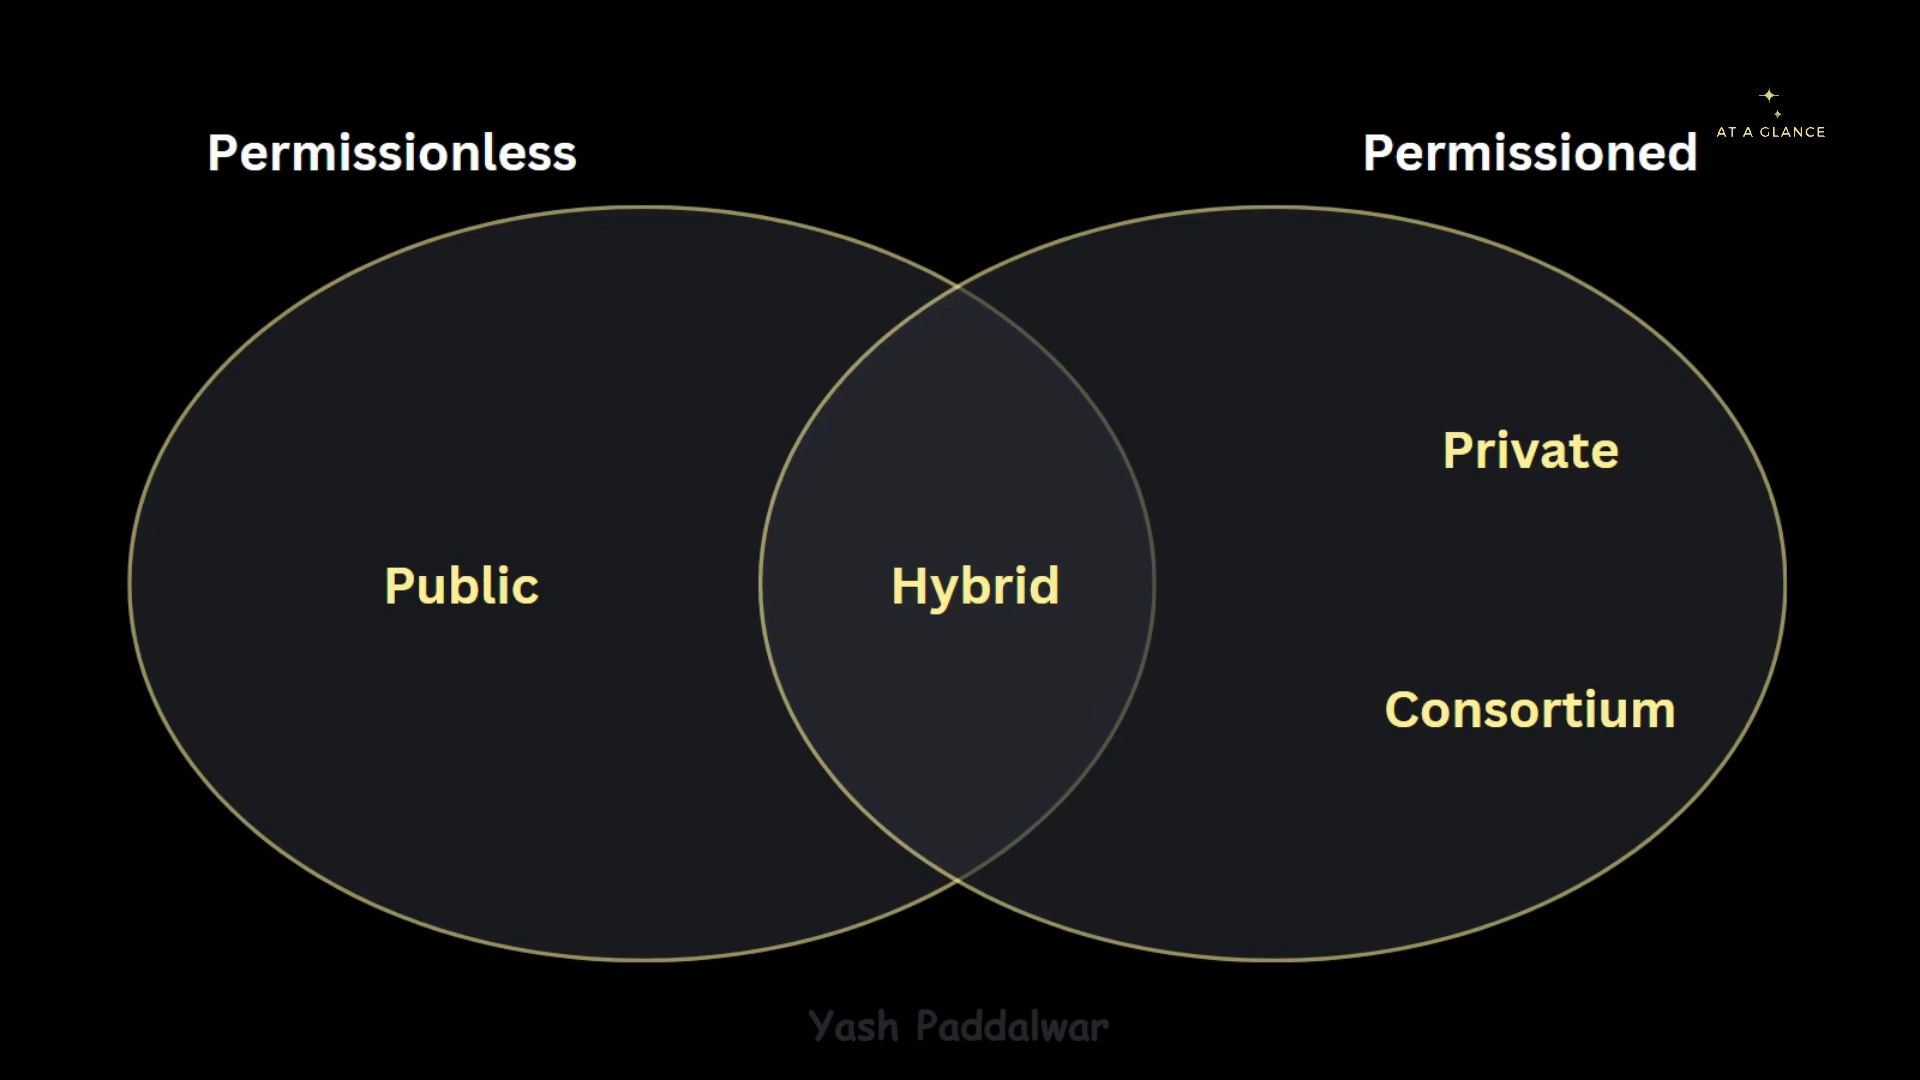 AT A GLANCE
Permissionless
Permissioned
Private
Public
Hybrid
Consortium
Yash Paddalwar